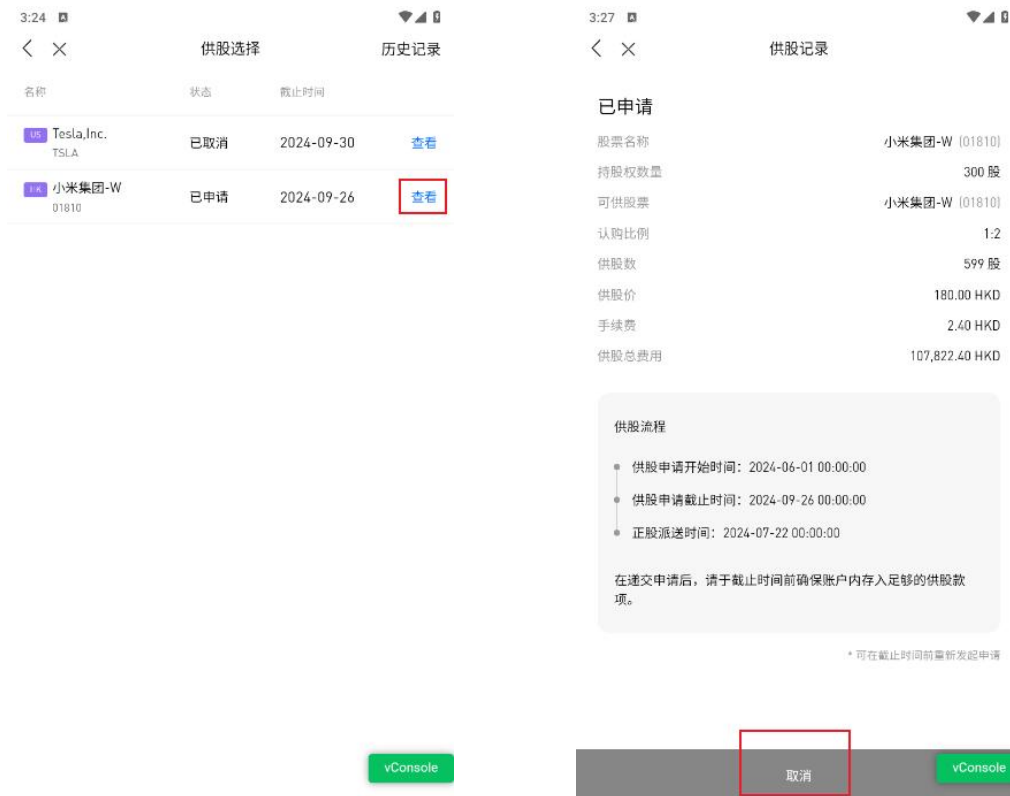 3:24
供股选择
历史记录
名称 状态 截止时间
US Tesla,Inc. 已取消 2024-09-30 查看
TSLA
HK 小米集团-W 已申请 2024-09-26 查看
01810
vConsole
3:27
供股记录
已申请
股票名称 小米集团-W (01810)
持股权数量 300 股
可供股票 小米集团-W (01810)
认购比例 1:2
供股数 599 股
供股价 180.00 HKD
手续费 2.40 HKD
供股总费用 107,822.40 HKD
供股流程
供股申请开始时间：2024-06-01 00:00:00
供股申请截止时间：2024-09-26 00:00:00
正股派送时间：2024-07-22 00:00:00
在递交申请后，请于截止时间前确保账户内存入足够的供股款
项。
* 可在截止时间前重新发起申请
取消
vConsole